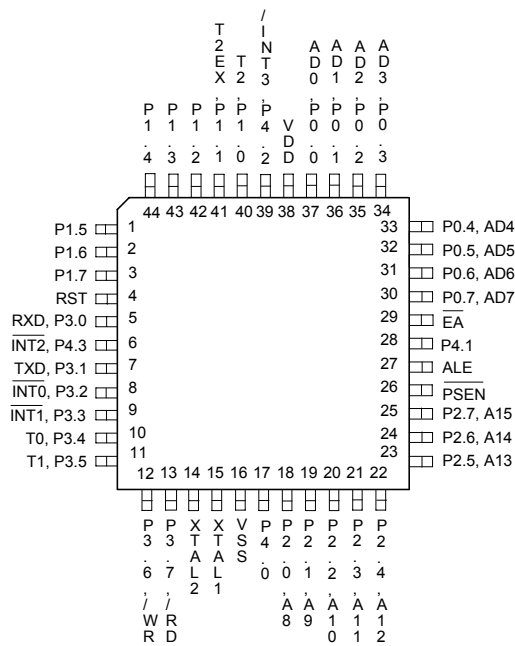 P1.4
P1.3
P1.2
T2EX, P1.1
T2, P1.0
/INT3, P4.2
VDD
AD0, P0.0
AD1, P0.1
AD2, P0.2
AD3, P0.3
44 43 42 41 40 39 38 37 36 35 34
P1.5 1
P1.6 2
P1.7 3
RST 4
RXD, P3.0 5
INT2, P4.3 6
TXD, P3.1 7
INT0, P3.2 8
INT1, P3.3 9
T0, P3.4 10
T1, P3.5 11
33 P0.4, AD4
32 P0.5, AD5
31 P0.6, AD6
30 P0.7, AD7
29 EA
28 P4.1
27 ALE
26 PSEN
25 P2.7, A15
24 P2.6, A14
23 P2.5, A13
12 13 14 15 16 17 18 19 20 21 22
P3.6, /WR
P3.7, /RD
XTAL2
XTAL1
VSS
P4.0
P2.0, A8
P2.1, A9
P2.2, A10
P2.3, A11
P2.4, A12